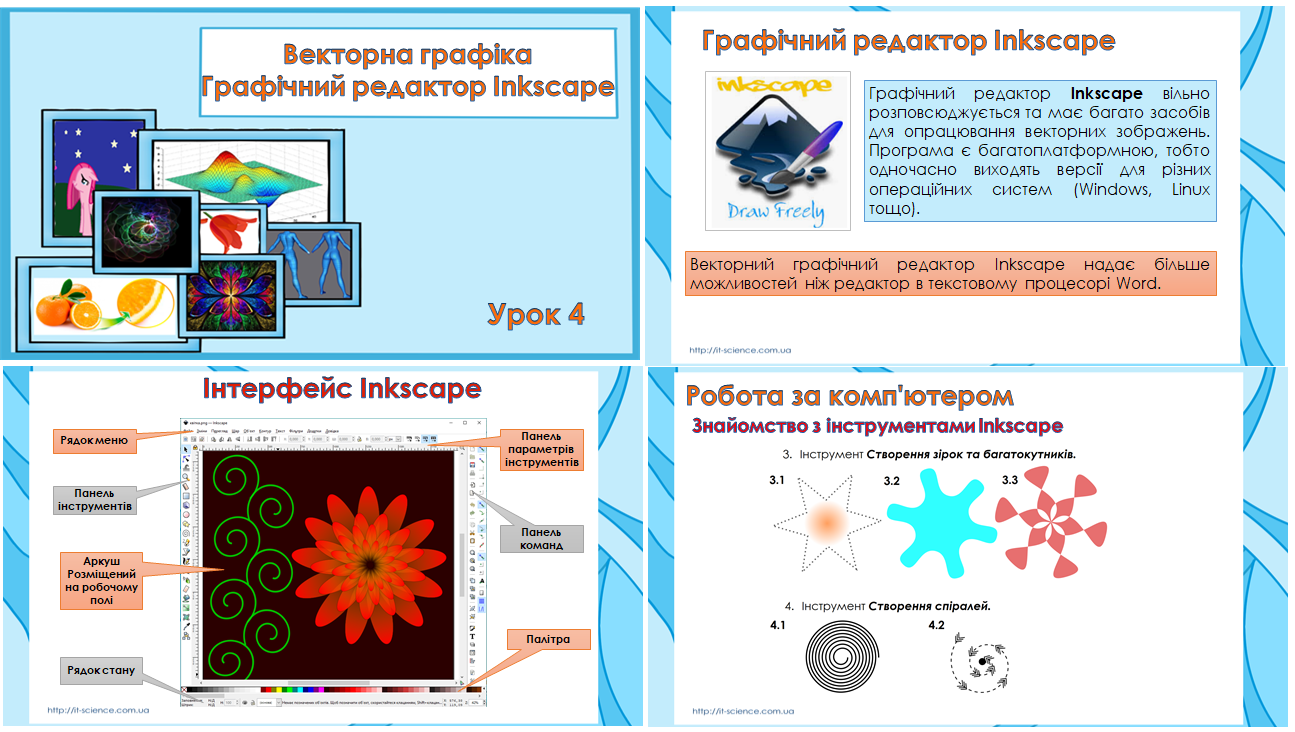 Векторна графіка
Графічний редактор Inkscape
Урок 4
Графічний редактор Inkscape
inkscape
Draw Freely
Графічний редактор Inkscape вільно
розповсюджується та має багато засобів
для опрацювання векторних зображень.
Програма є багатоплатформною, тобто
одночасно виходять версії для різних
операційних систем (Windows, Linux
тощо).
Векторний графічний редактор Inkscape надає більше
можливостей ніж редактор в текстовому процесорі Word.
http://it-science.com.ua
Інтерфейс Inkscape
Рядок меню
Панель
інструментів
Аркуш
Розміщений
на робочому
полі
Рядок стану
Панель
параметрів
інструментів
Панель
команд
Палітра
http://it-science.com.ua
Робота за комп'ютером
Знайомство з інструментами Inkscape
3. Інструмент Створення зірок та багатокутників.
3.1
3.2
3.3
4. Інструмент Створення спіралей.
4.1
4.2
http://it-science.com.ua